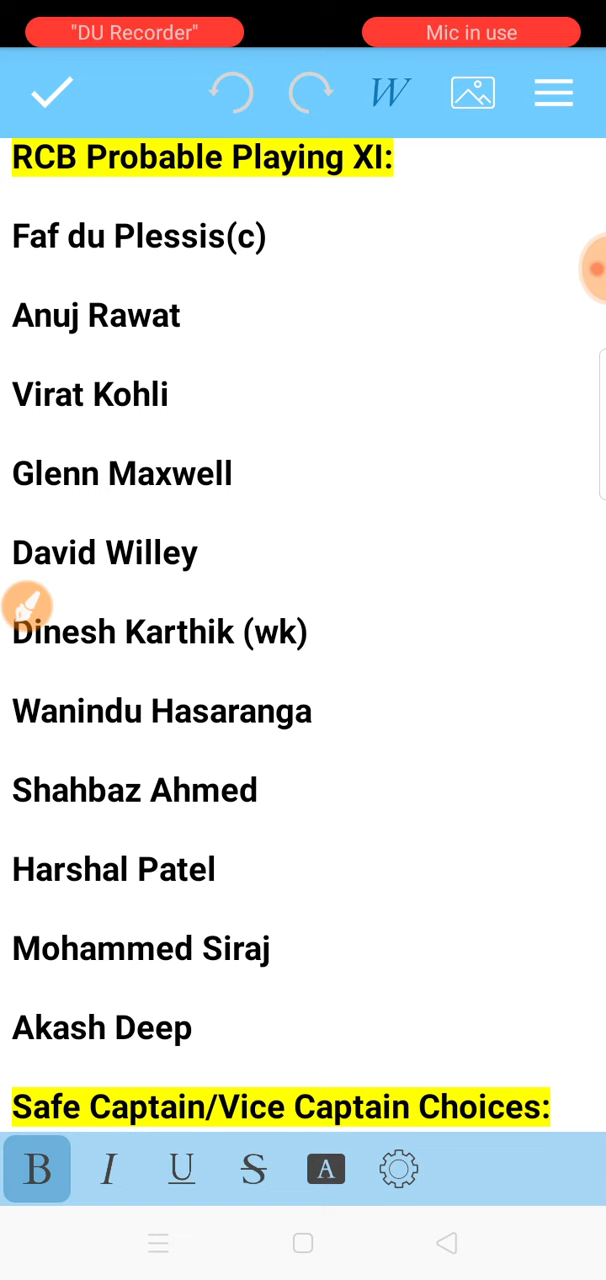 "DU Recorder"
Mic in use
W
RCB Probable Playing XI:
Faf du Plessis(c)
Anuj Rawat
Virat Kohli
Glenn Maxwell
David Willey
Dinesh Karthik (wk)
Wanindu Hasaranga
Shahbaz Ahmed
Harshal Patel
Mohammed Siraj
Akash Deep
Safe Captain/Vice Captain Choices:
B I U S A